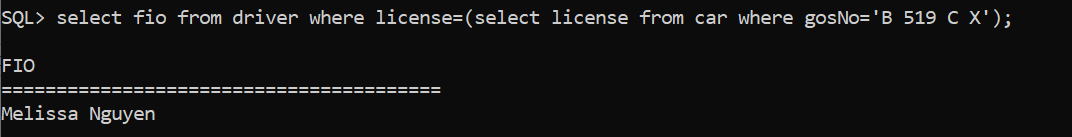 SQL> select fio from driver where license=(select license from car where gosNo='B 519 C X');
FIO
========================================
Melissa Nguyen